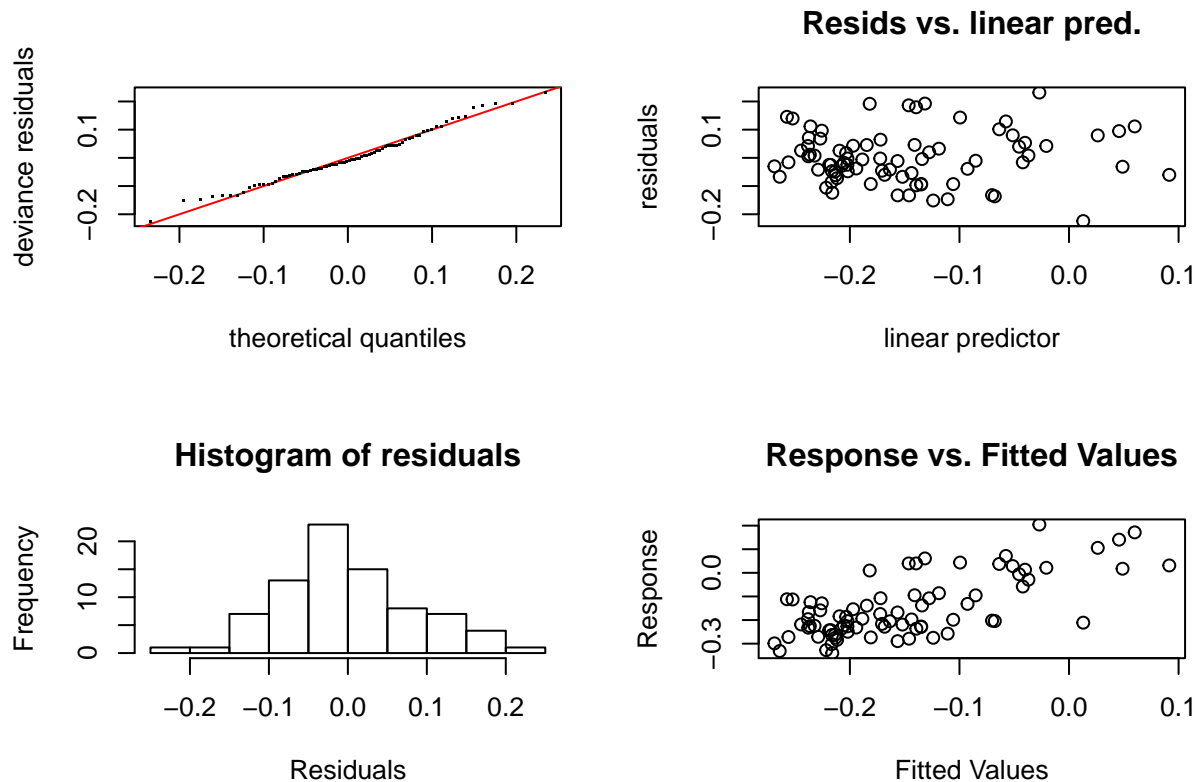 deviance residuals
0.1
−0.2
−0.2 −0.1 0.0 0.1 0.2
theoretical quantiles
Resids vs. linear pred.
residuals
0.1
−0.2
−0.2 −0.1 0.0 0.1
linear predictor
Histogram of residuals
Frequency
20
10
0
−0.2 −0.1 0.0 0.1 0.2
Residuals
Response vs. Fitted Values
Response
0.0
−0.3
−0.2 −0.1 0.0 0.1
Fitted Values